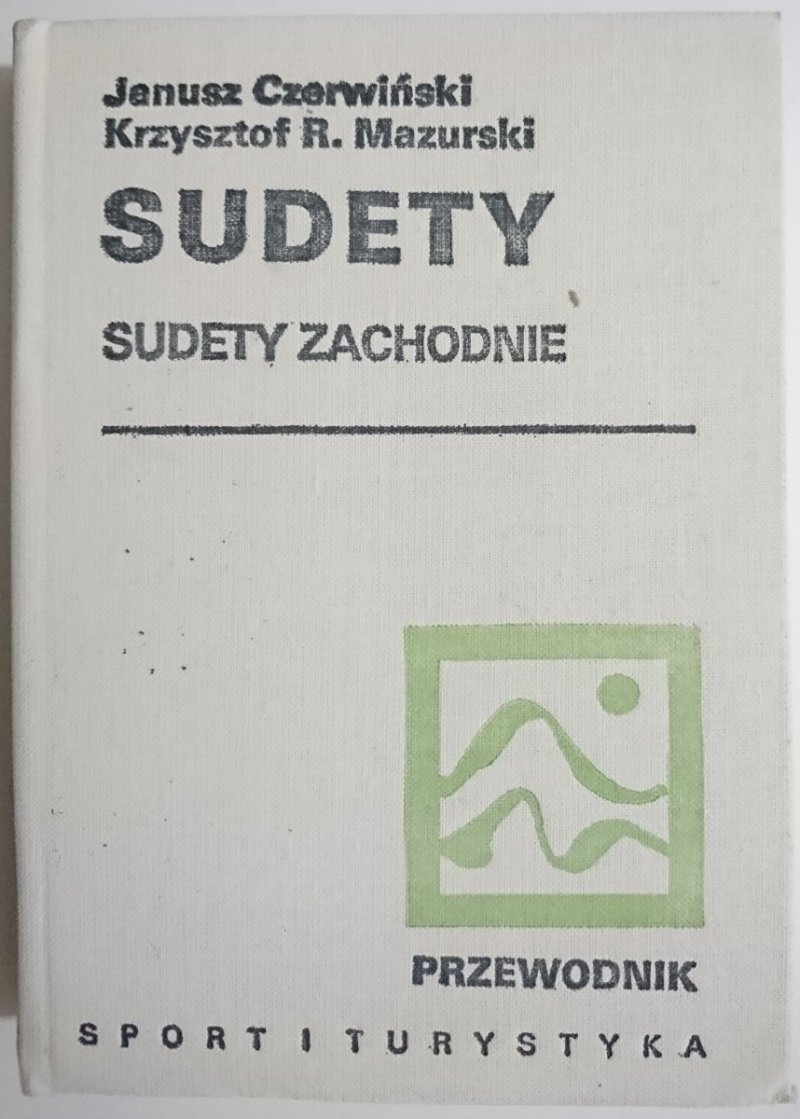 Janusz Czerwiński
Krzysztof R. Mazurski
SUDETY
SUDETY ZACHODNIE
PRZEWODNIK
SPORT I TURYSTYKA